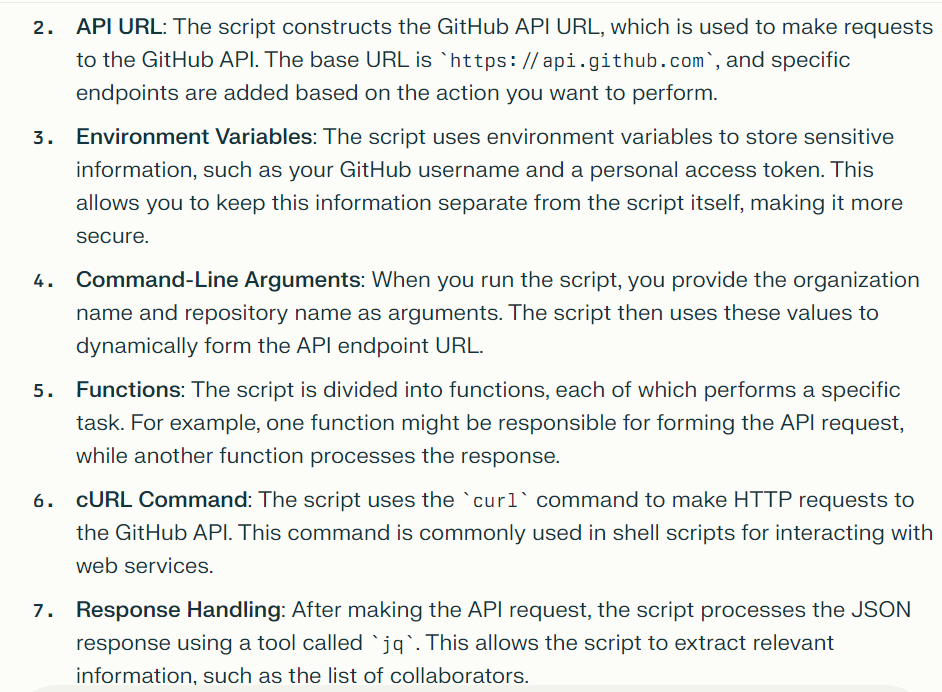 2. API URL: The script constructs the GitHub API URL, which is used to make requests
to the GitHub API. The base URL is `https://api.github.com`, and specific
endpoints are added based on the action you want to perform.
3. Environment Variables: The script uses environment variables to store sensitive
information, such as your GitHub username and a personal access token. This
allows you to keep this information separate from the script itself, making it more
secure.
4. Command-Line Arguments: When you run the script, you provide the organization
name and repository name as arguments. The script then uses these values to
dynamically form the API endpoint URL.
5. Functions: The script is divided into functions, each of which performs a specific
task. For example, one function might be responsible for forming the API request,
while another function processes the response.
6. cURL Command: The script uses the `curl` command to make HTTP requests to
the GitHub API. This command is commonly used in shell scripts for interacting with
web services.
7. Response Handling: After making the API request, the script processes the JSON
response using a tool called `jq`. This allows the script to extract relevant
information, such as the list of collaborators.